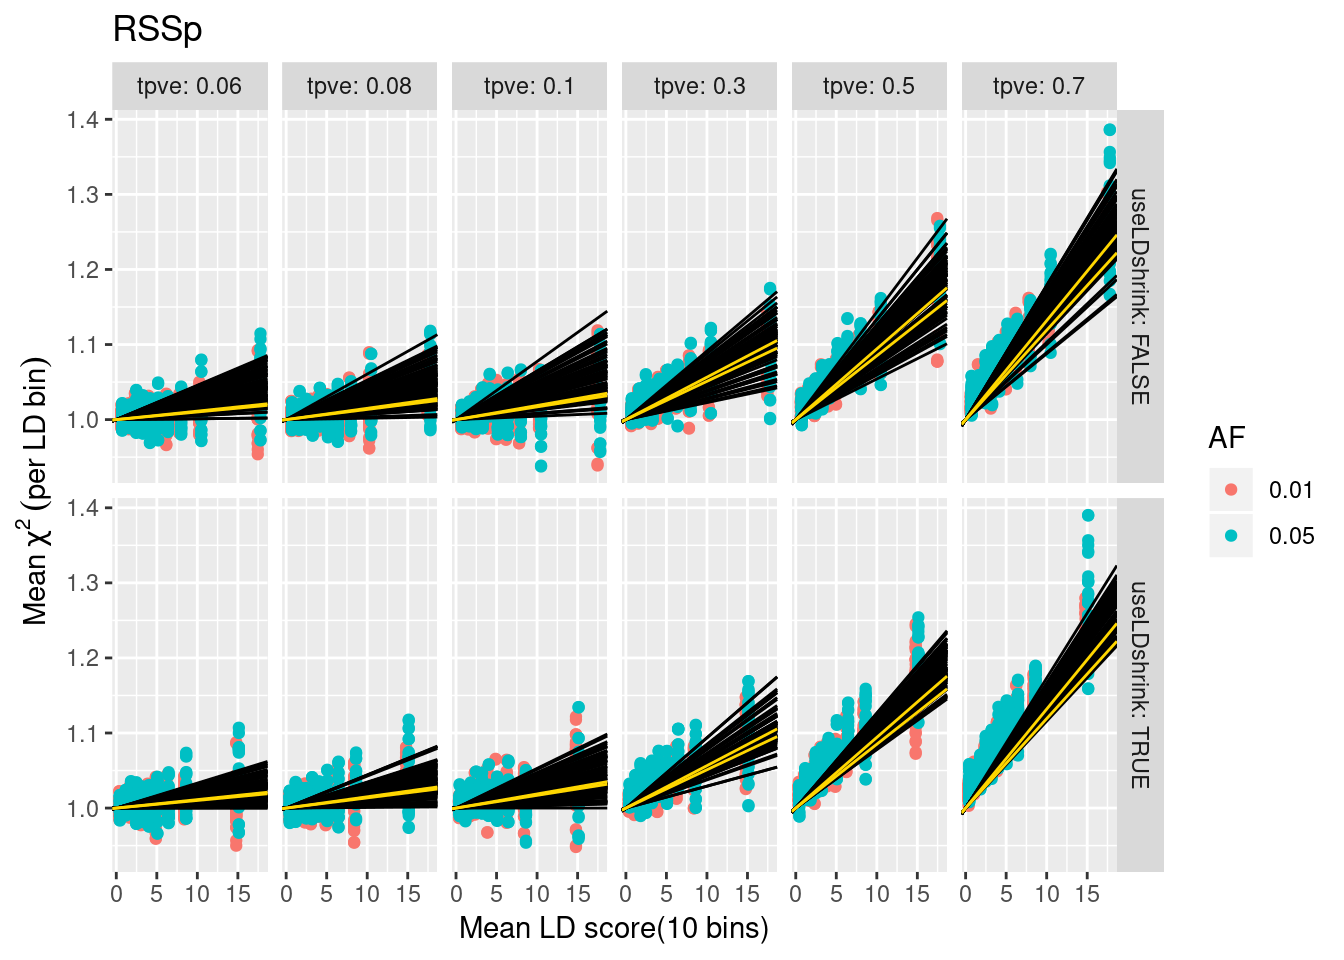 RSSp
tpve: 0.06 tpve: 0.08 tpve: 0.1 tpve: 0.3 tpve: 0.5 tpve: 0.7
1.4
1.3
1.2
1.1
1.0
useLDshrink: FALSE
1.4
1.3
1.2
1.1
1.0
useLDshrink: TRUE
0 5 10 15 0 5 10 15 0 5 10 15 0 5 10 15 0 5 10 15 0 5 10 15
Mean LD score(10 bins)
Mean χ² (per LD bin)
AF
0.01
0.05